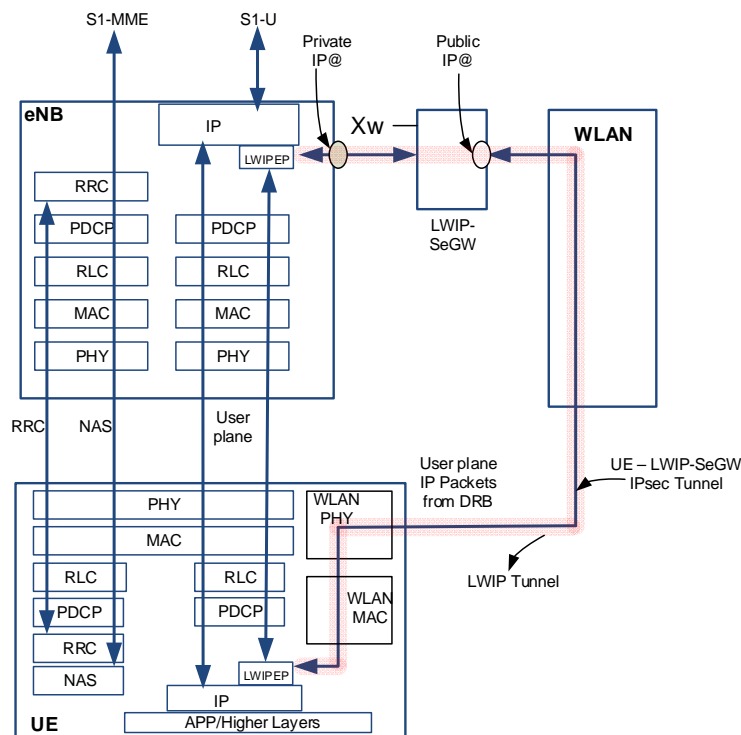 S1-MME
S1-U
Private
IP@
Public
IP@
eNB
IP
Xw
WLAN
LWIPEP
RRC
LWIP-
SeGW
PDCP
PDCP
RLC
RLC
MAC
MAC
PHY
PHY
RRC
NAS
User
plane
User plane
IP Packets
from DRB
UE – LWIP-SeGW
IPsec Tunnel
LWIP Tunnel
PHY
WLAN
PHY
MAC
RLC
RLC
WLAN
MAC
PDCP
PDCP
RRC
NAS
LWIPEP
IP
APP/Higher Layers
UE